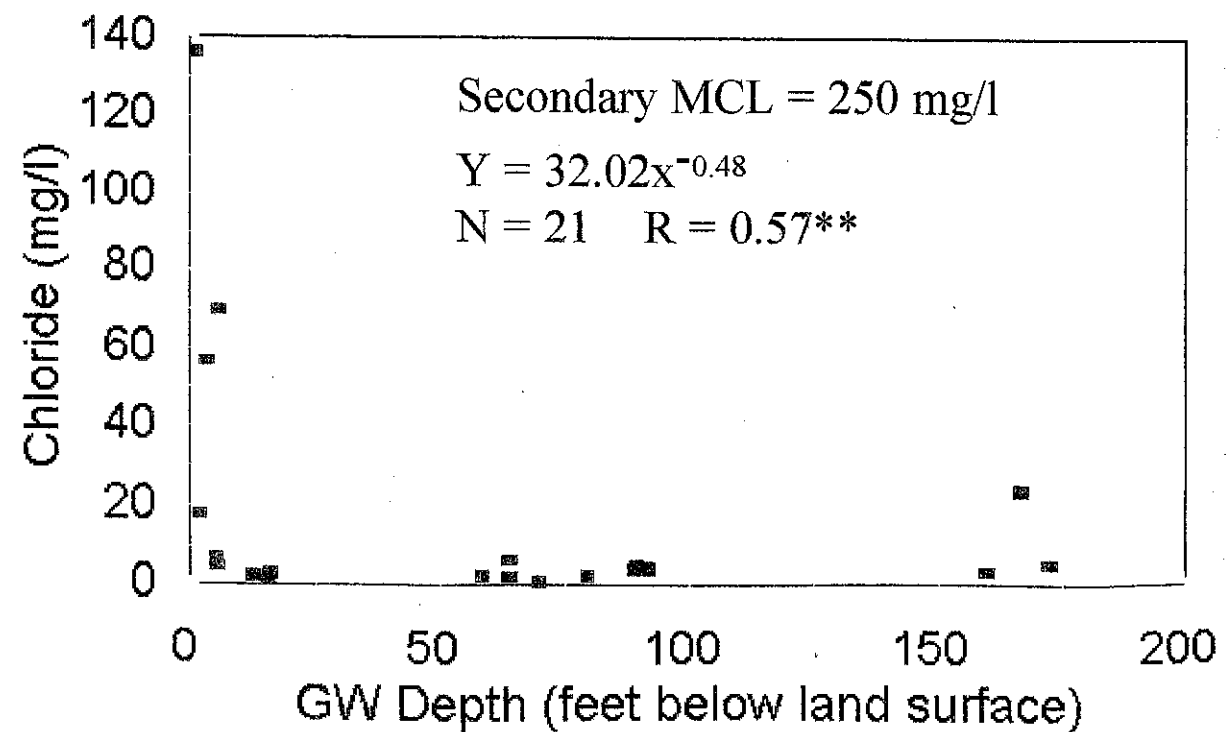 140
120
100
80
60
40
20
0
Chloride (mg/l)
Secondary MCL = 250 mg/l
Y = 32.02x⁻⁰·⁴⁸
N = 21 R = 0.57**
0 50 100 150 200
GW Depth (feet below land surface)